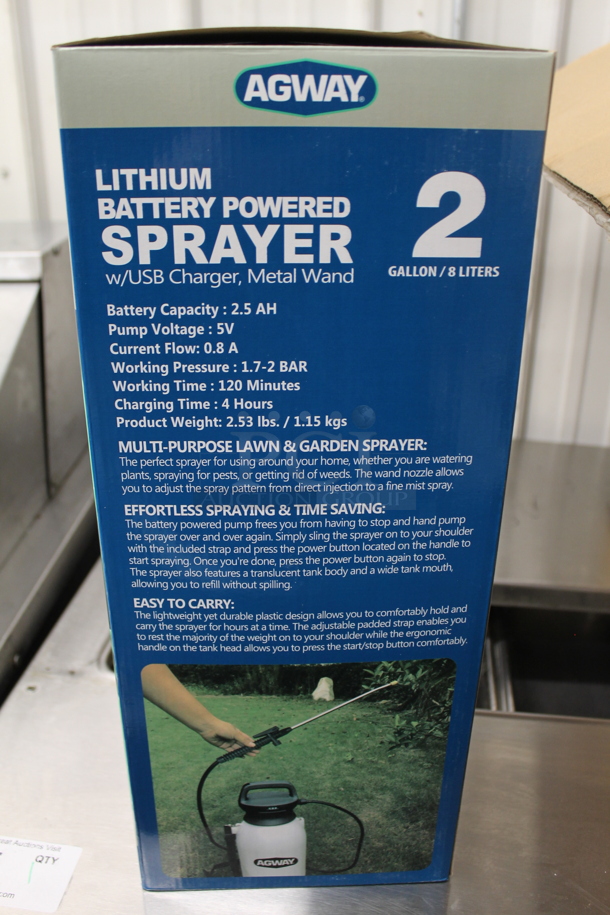 AGWAY
LITHIUM
BATTERY POWERED
SPRAYER
w/USB Charger, Metal Wand
2
GALLON / 8 LITERS
Battery Capacity : 2.5 AH
Pump Voltage : 5V
Current Flow: 0.8 A
Working Pressure : 1.7-2 BAR
Working Time : 120 Minutes
Charging Time : 4 Hours
Product Weight: 2.53 lbs. / 1.15 kgs
MULTI-PURPOSE LAWN & GARDEN SPRAYER:
The perfect sprayer for using around your home, whether you are watering
plants, spraying for pests, or getting rid of weeds. The wand nozzle allows
you to adjust the spray pattern from direct injection to a fine mist spray.
EFFORTLESS SPRAYING & TIME SAVING:
The battery powered pump frees you from having to stop and hand pump
the sprayer over and over again. Simply sling the sprayer on to your shoulder
with the included strap and press the power button located on the handle to
start spraying. Once you're done, press the power button again to stop.
The sprayer also features a translucent tank body and a wide tank mouth,
allowing you to refill without spilling.
EASY TO CARRY:
The lightweight yet durable plastic design allows you to comfortably hold and
carry the sprayer for hours at a time. The adjustable padded strap enables you
to rest the majority of the weight on to your shoulder while the ergonomic
handle on the tank head allows you to press the start/stop button comfortably.
AGWAY
Auctions Visit
QTY
1
.com